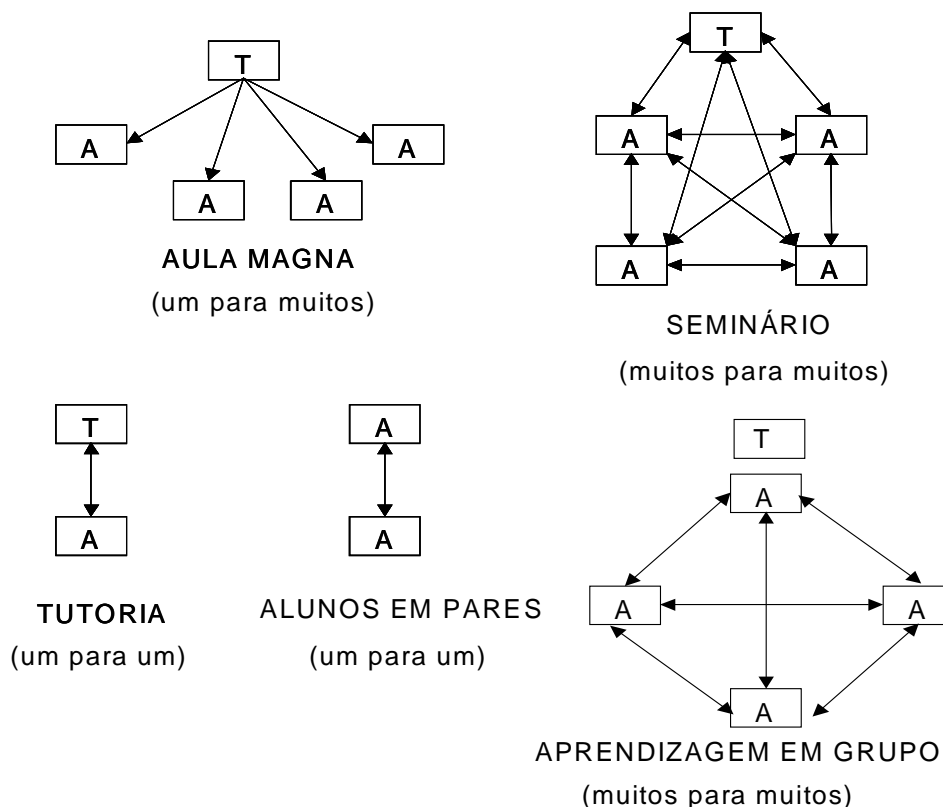 T
A
A
A
A
AULA MAGNA
(um para muitos)
T
A
A
A
A
SEMINÁRIO
(muitos para muitos)
T
A
TUTORIA
(um para um)
A
A
ALUNOS EM PARES
(um para um)
T
A
A
A
A
APRENDIZAGEM EM GRUPO
(muitos para muitos)